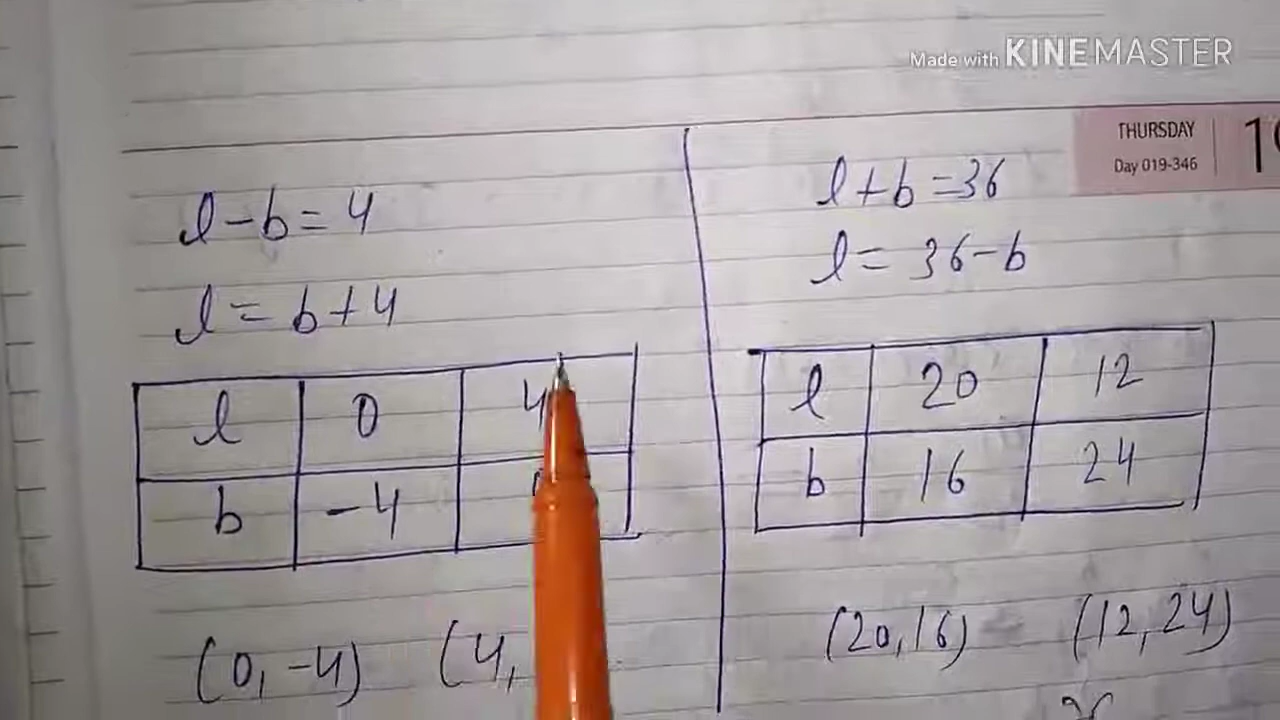 Made with KINEMASTER
THURSDAY
Day 019-346
l - b = 4
l = b + 4
l 0 4
b -4
(0, -4) (4,
l + b = 36
l = 36 - b
l 20 12
b 16 24
(20, 16) (12, 24)